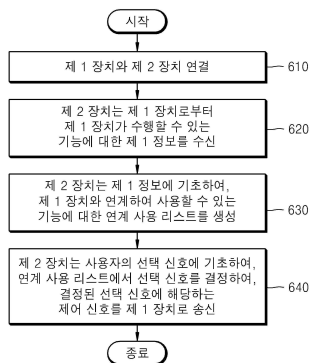 시작
제 1 장치와 제 2 장치 연결
610
제 2 장치는 제 1 장치로부터
제 1 장치가 수행할 수 있는
기능에 대한 제 1 정보를 수신
620
제 2 장치는 제 1 정보에 기초하여,
제 1 장치와 연계하여 사용할 수 있는
기능에 대한 연계 사용 리스트를 생성
630
제 2 장치는 사용자의 선택 신호에 기초하여,
연계 사용 리스트에서 선택 신호를 결정하여,
결정된 선택 신호에 해당하는
제어 신호를 제 1 장치로 송신
640
종료